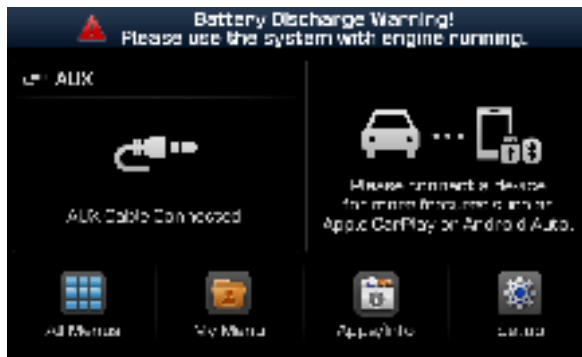 Battery Discharge Warning!
Please use the system with engine running.
AUX
AUX Cable Connected
Please connect a device
for more features such as
Apple CarPlay or Android Auto.
All Menus
My Menu
Apps/Info
Setup